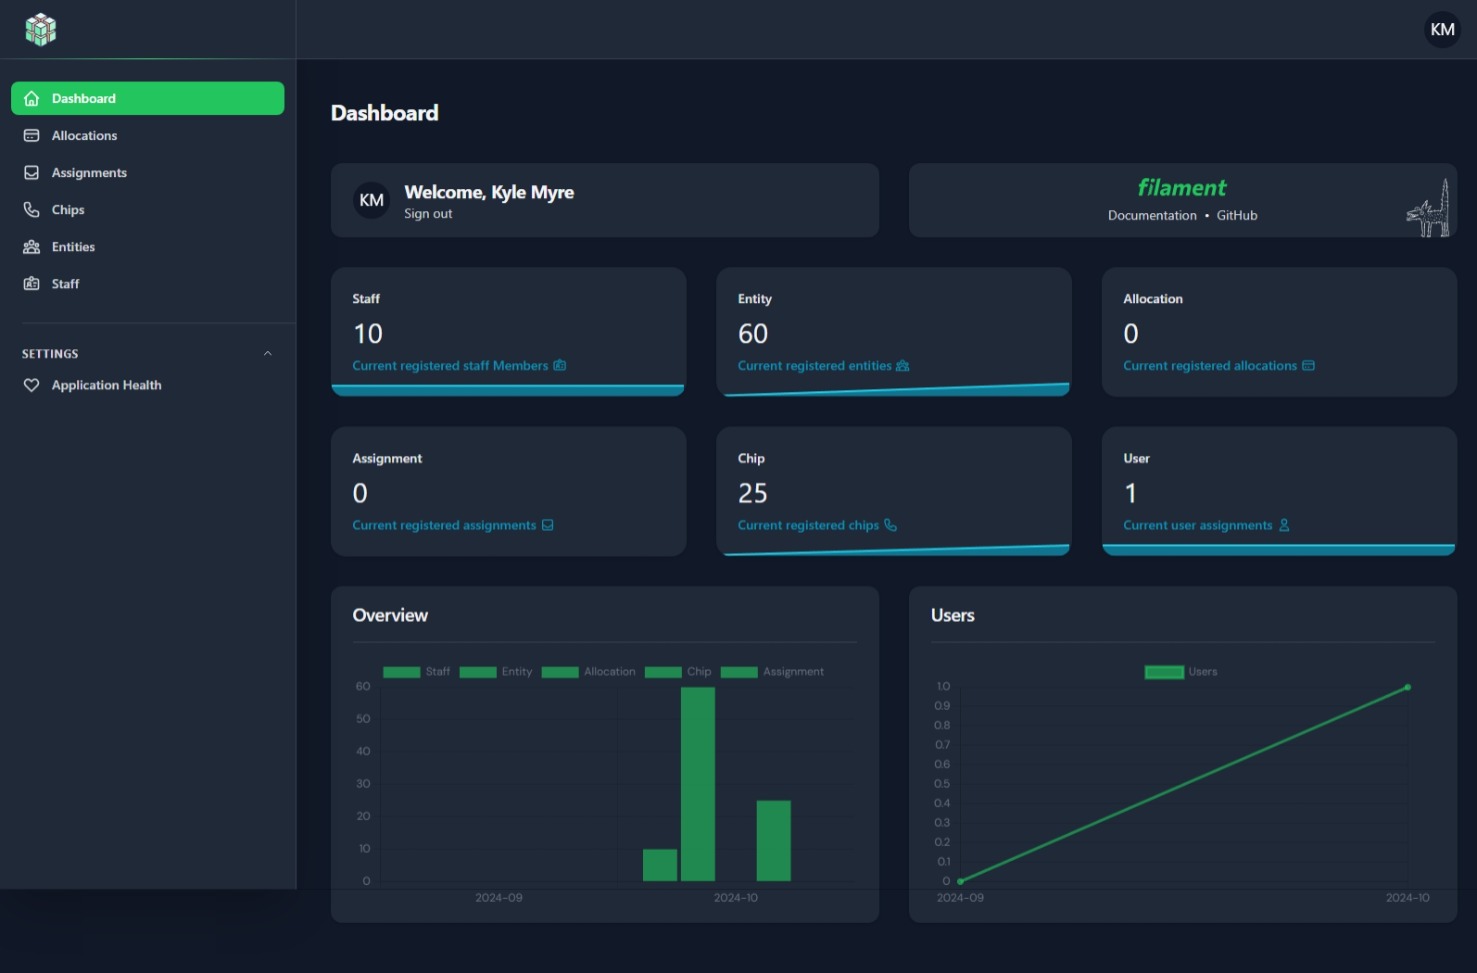 KM
Dashboard
Allocations
Assignments
Chips
Entities
Staff
SETTINGS
Application Health
Dashboard
KM
Welcome, Kyle Myre
Sign out
filament
Documentation • GitHub
Staff
10
Current registered staff Members
Entity
60
Current registered entities
Allocation
0
Current registered allocations
Assignment
0
Current registered assignments
Chip
25
Current registered chips
User
1
Current user assignments
Overview
Staff Entity Allocation Chip Assignment
60
50
40
30
20
10
0
2024-09 2024-10
Users
Users
1.0
0.9
0.8
0.7
0.6
0.5
0.4
0.3
0.2
0.1
0
2024-09 2024-10